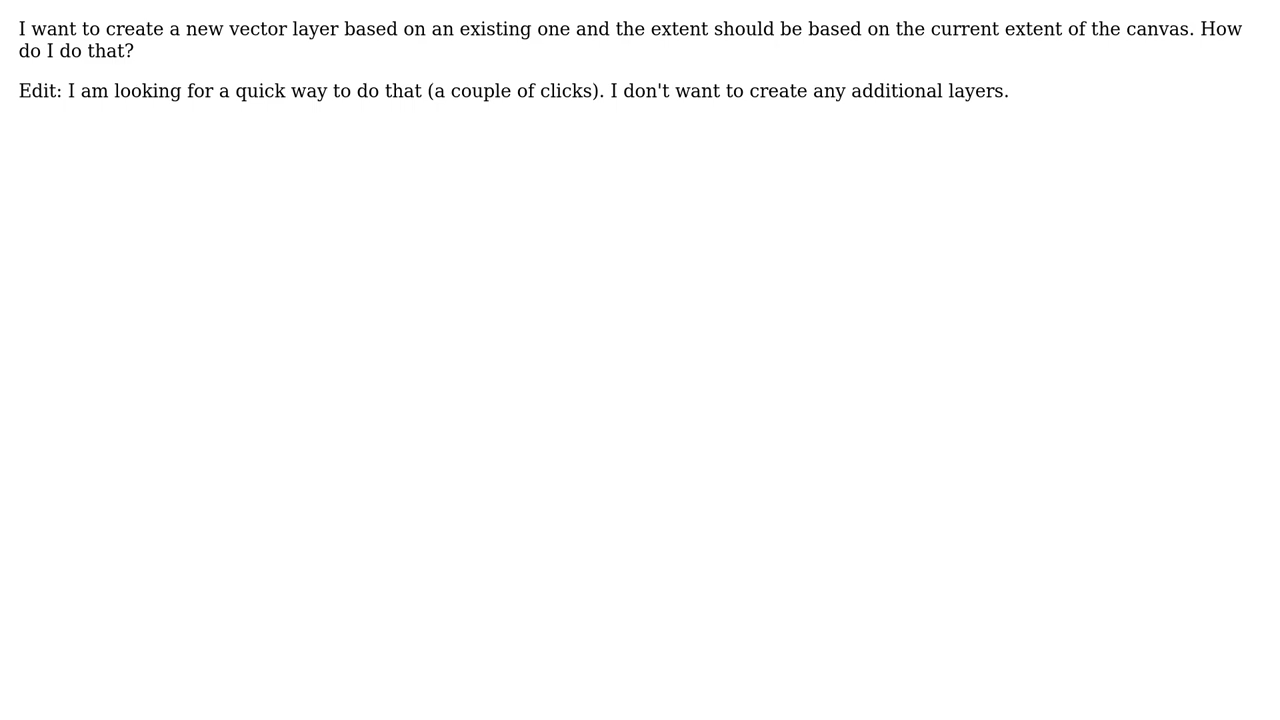 I want to create a new vector layer based on an existing one and the extent should be based on the current extent of the canvas. How
do I do that?
Edit: I am looking for a quick way to do that (a couple of clicks). I don't want to create any additional layers.